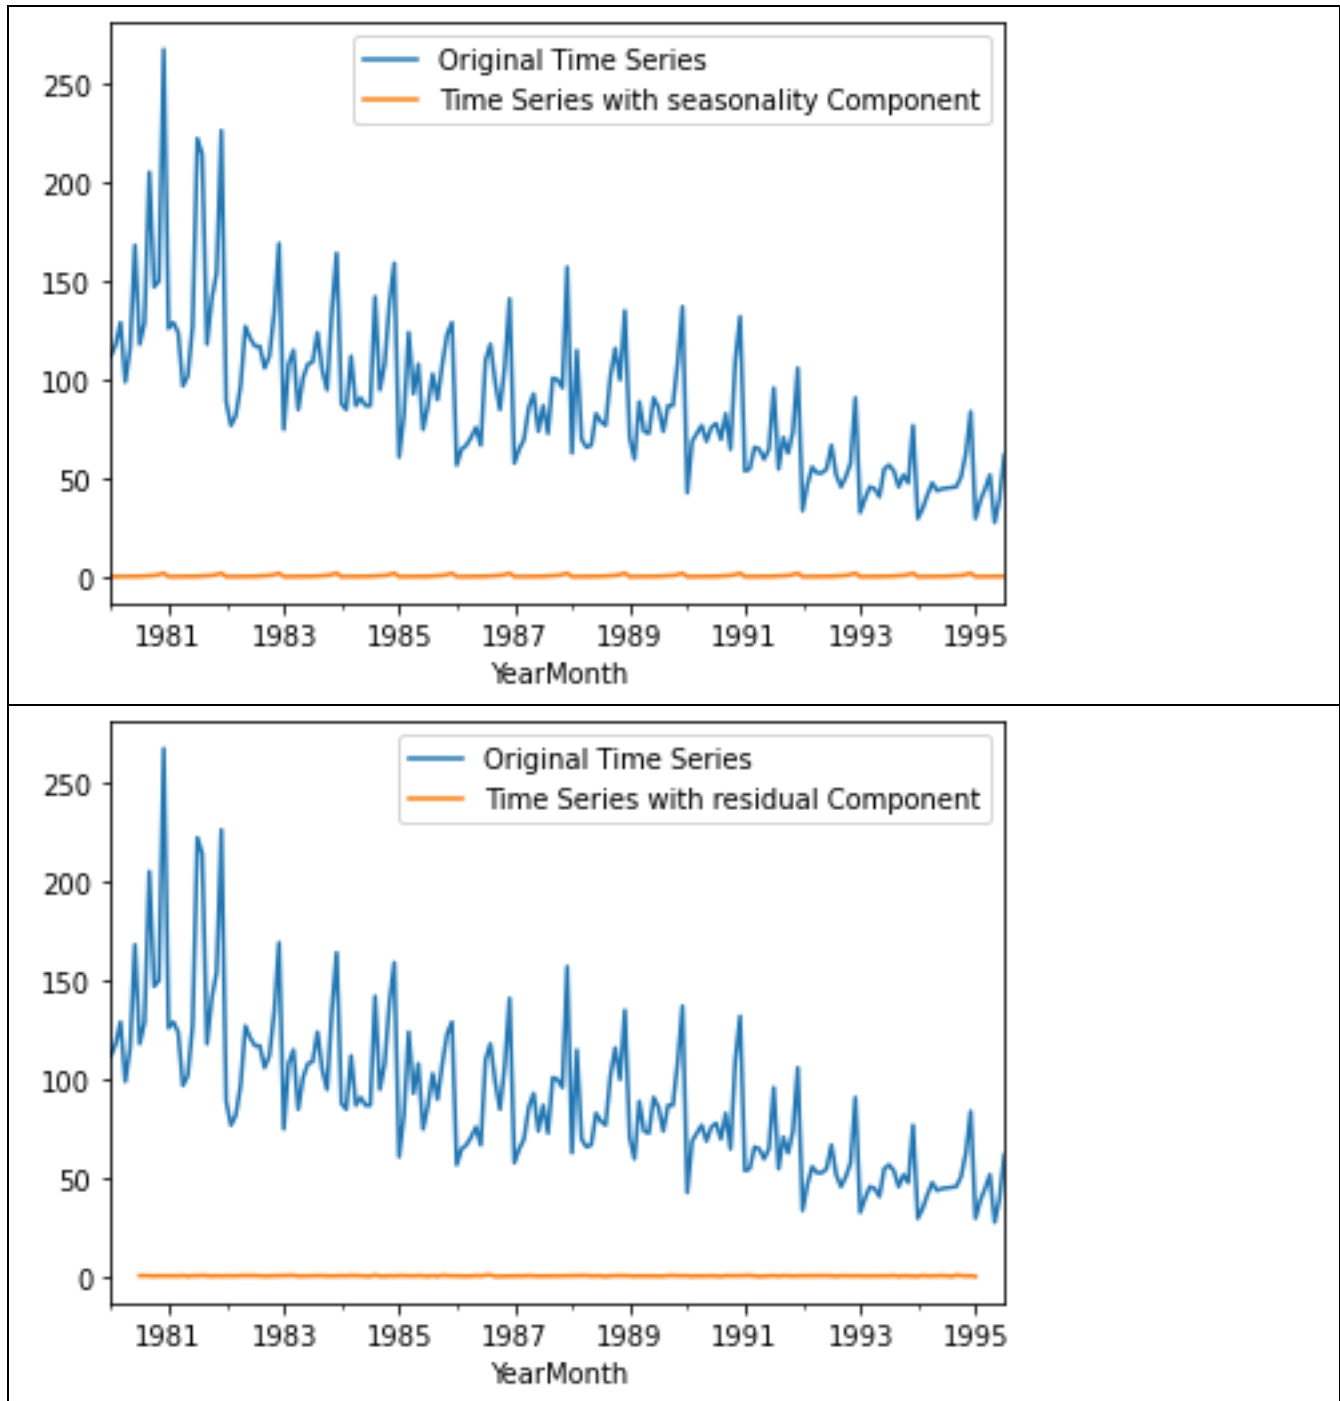 Original Time Series
Time Series with seasonality Component
250
200
150
100
50
0
1981 1983 1985 1987 1989 1991 1993 1995
YearMonth
Original Time Series
Time Series with residual Component
250
200
150
100
50
0
1981 1983 1985 1987 1989 1991 1993 1995
YearMonth